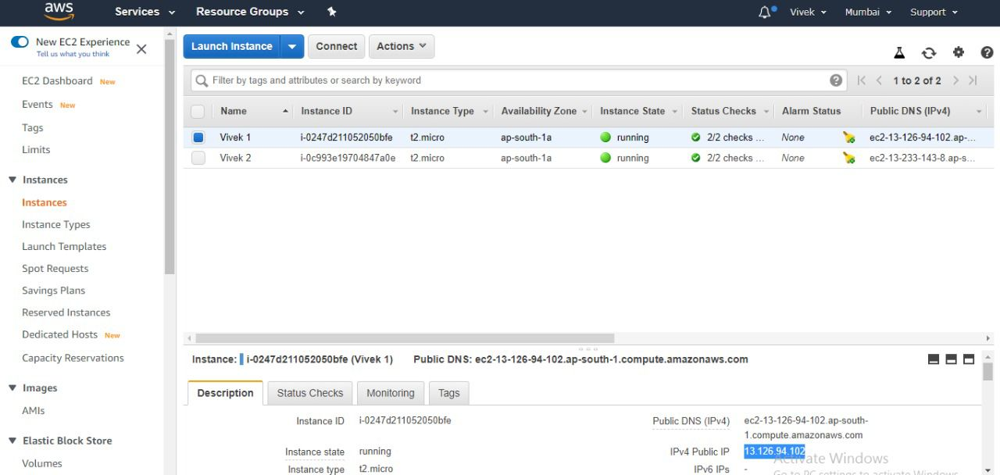 aws Services Resource Groups Vivek Mumbai Support
New EC2 Experience
Tell us what you think
EC2 Dashboard New
Events New
Tags
Limits
Instances
Instances
Instance Types
Launch Templates
Spot Requests
Savings Plans
Reserved Instances
Dedicated Hosts New
Capacity Reservations
Images
AMIs
Elastic Block Store
Volumes
Launch Instance Connect Actions
Filter by tags and attributes or search by keyword 1 to 2 of 2
Name Instance ID Instance Type Availability Zone Instance State Status Checks Alarm Status Public DNS (IPv4)
Vivek 1 i-0247d211052050bfe t2.micro ap-south-1a running 2/2 checks ... None ec2-13-126-94-102.ap-...
Vivek 2 i-0c993e19704847a0e t2.micro ap-south-1a running 2/2 checks ... None ec2-13-233-143-8.ap-s...
Instance: i-0247d211052050bfe (Vivek 1) Public DNS: ec2-13-126-94-102.ap-south-1.compute.amazonaws.com
Description Status Checks Monitoring Tags
Instance ID i-0247d211052050bfe Public DNS (IPv4) ec2-13-126-94-102.ap-south-
1.compute.amazonaws.com
Instance state running IPv4 Public IP 13.126.94.102
Instance type t2.micro IPv6 IPs -
Activate Windows
Go to PC settings to activate Windows.